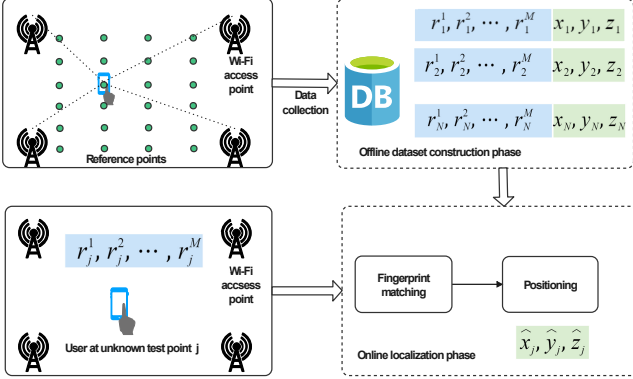 Wi-Fi
access
point
Reference points
Data
collection
DB
r_1^1, r_1^2, ⋯, r_1^M x_1, y_1, z_1
r_2^1, r_2^2, ⋯, r_2^M x_2, y_2, z_2
r_N^1, r_N^2, ⋯, r_N^M x_N, y_N, z_N
Offline dataset construction phase
r_j^1, r_j^2, ⋯, r_j^M
Wi-Fi
accsess
point
User at unknown test point j
Fingerprint
matching
Positioning
x̂_j, ŷ_j, ẑ_j
Online localization phase